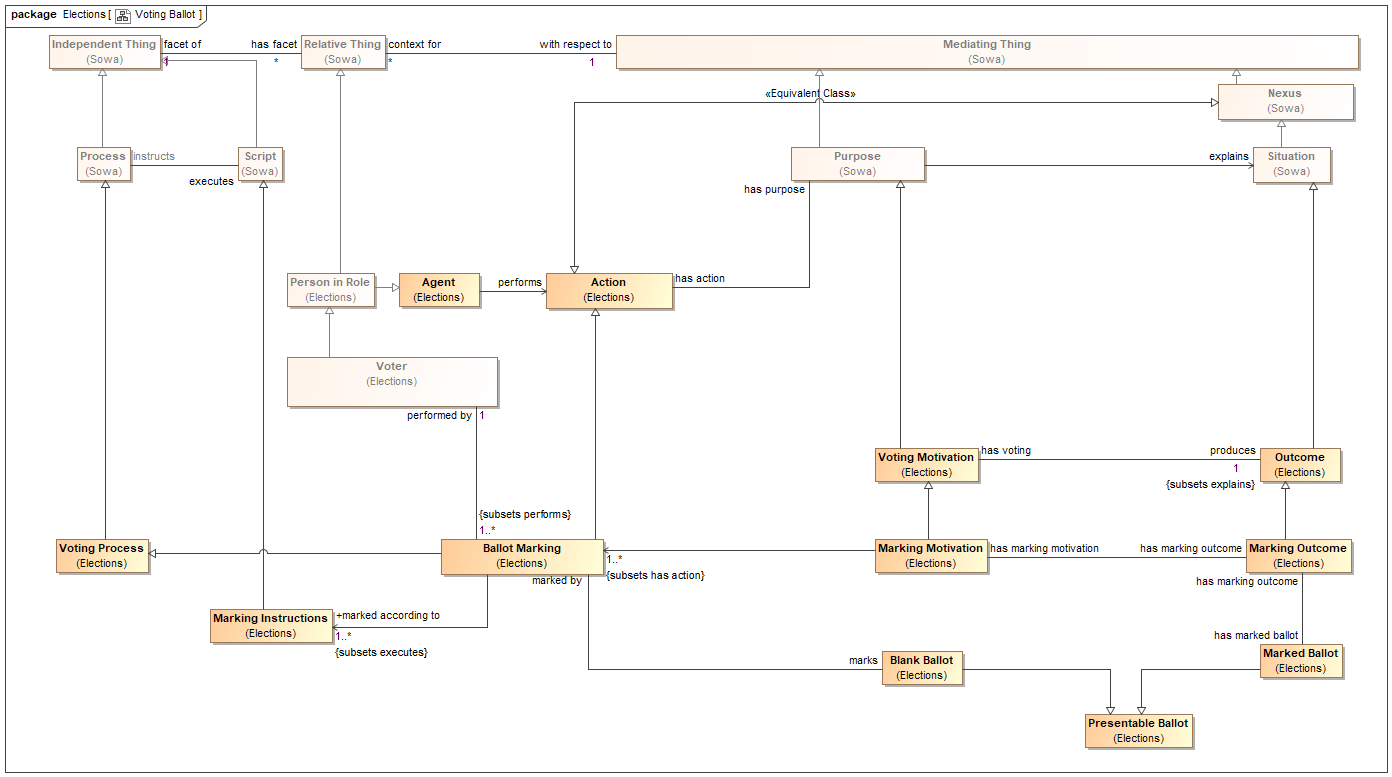 package Elections [ Voting Ballot ]
Independent Thing
(Sowa)
facet of
1
has facet
*
Relative Thing
(Sowa)
context for
*
with respect to
1
Mediating Thing
(Sowa)
«Equivalent Class»
Nexus
(Sowa)
Process
(Sowa)
instructs
executes
Script
(Sowa)
Purpose
(Sowa)
has purpose
explains
Situation
(Sowa)
Person in Role
(Elections)
Agent
(Elections)
performs
Action
(Elections)
has action
Voter
(Elections)
performed by
1
Voting Motivation
(Elections)
has voting
produces
1
{subsets explains}
Outcome
(Elections)
{subsets performs}
1..*
Voting Process
(Elections)
Ballot Marking
(Elections)
marked by
1..*
{subsets has action}
Marking Motivation
(Elections)
has marking motivation
has marking outcome
Marking Outcome
(Elections)
has marking outcome
Marking Instructions
(Elections)
+marked according to
1..*
{subsets executes}
marks
Blank Ballot
(Elections)
has marked ballot
Marked Ballot
(Elections)
Presentable Ballot
(Elections)